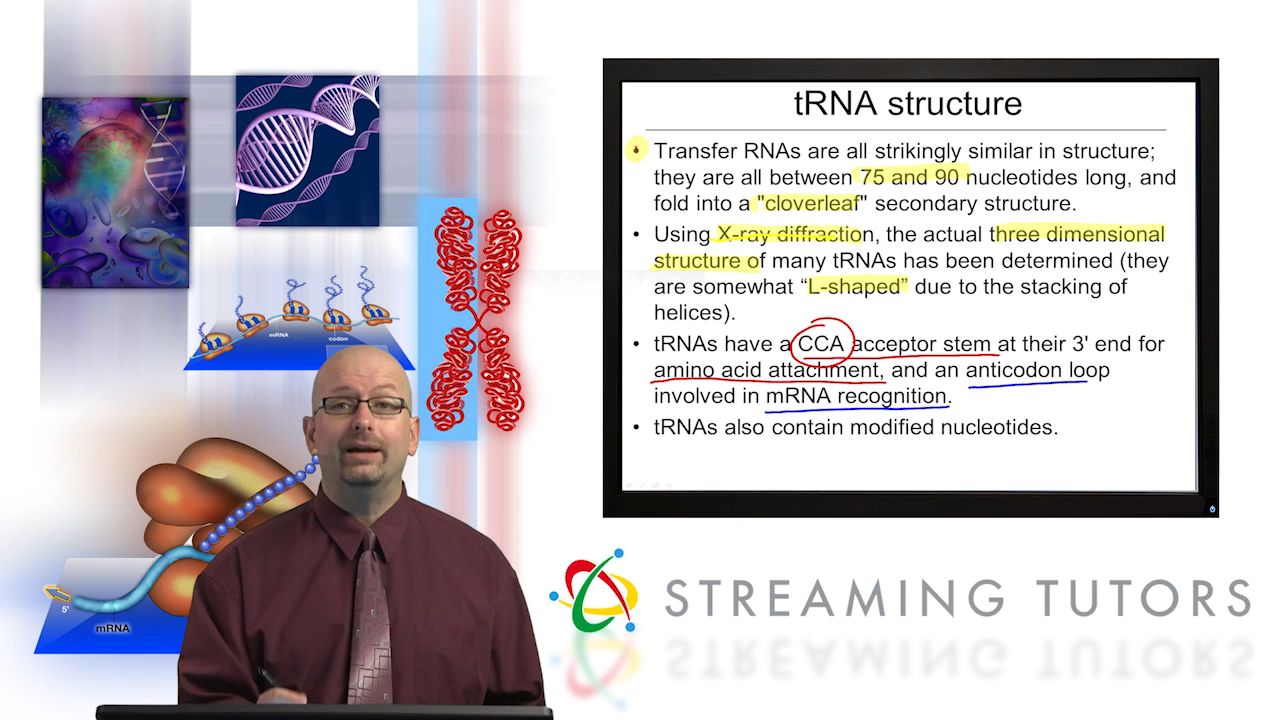 tRNA structure
• Transfer RNAs are all strikingly similar in structure;
they are all between 75 and 90 nucleotides long, and
fold into a "cloverleaf" secondary structure.
• Using X-ray diffraction, the actual three dimensional
structure of many tRNAs has been determined (they
are somewhat “L-shaped” due to the stacking of
helices).
• tRNAs have a CCA acceptor stem at their 3' end for
amino acid attachment, and an anticodon loop
involved in mRNA recognition.
• tRNAs also contain modified nucleotides.
mRNA
codon
5'
mRNA
STREAMING TUTORS